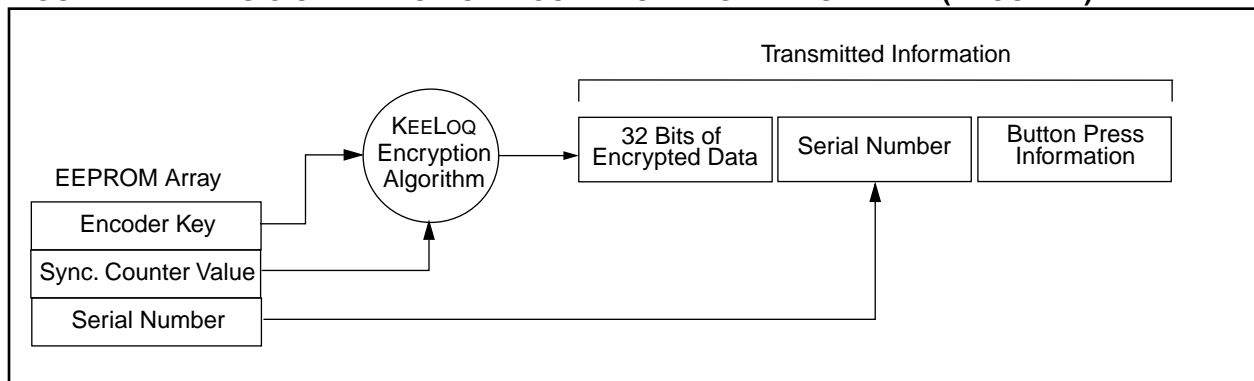 Transmitted Information
KEELOQ
Encryption
Algorithm
32 Bits of
Encrypted Data
Serial Number
Button Press
Information
EEPROM Array
Encoder Key
Sync. Counter Value
Serial Number